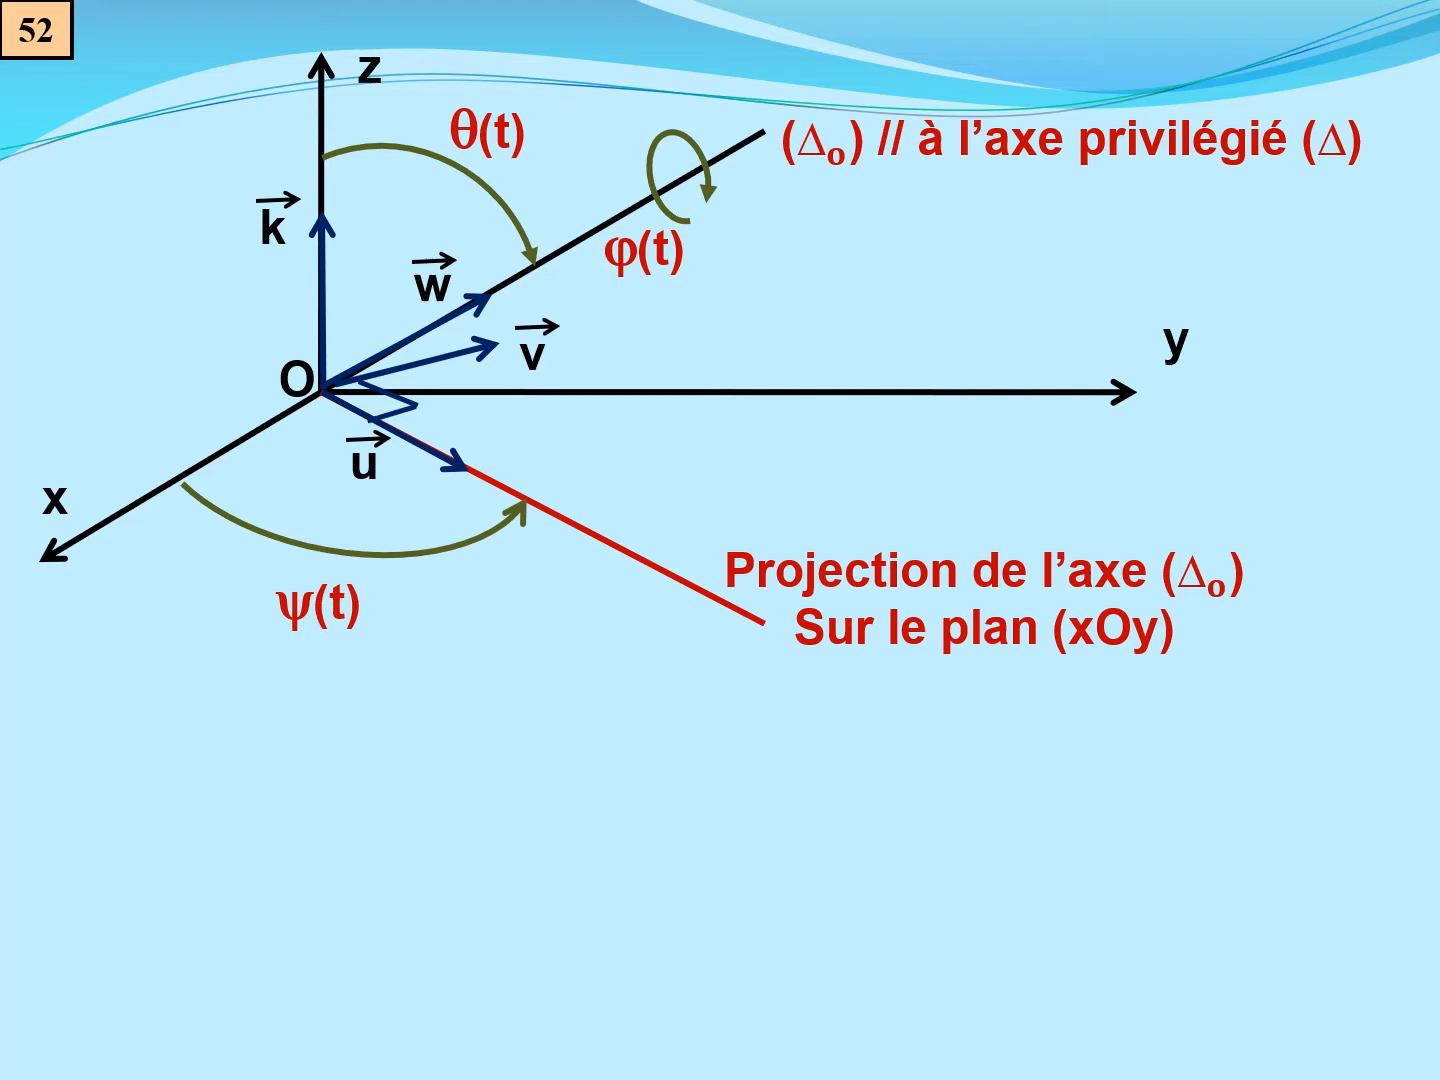 52
z
θ(t)
(Δₒ) // à l’axe privilégié (Δ)
k
φ(t)
w
v
y
O
u
x
Projection de l’axe (Δₒ)
ψ(t)
Sur le plan (xOy)